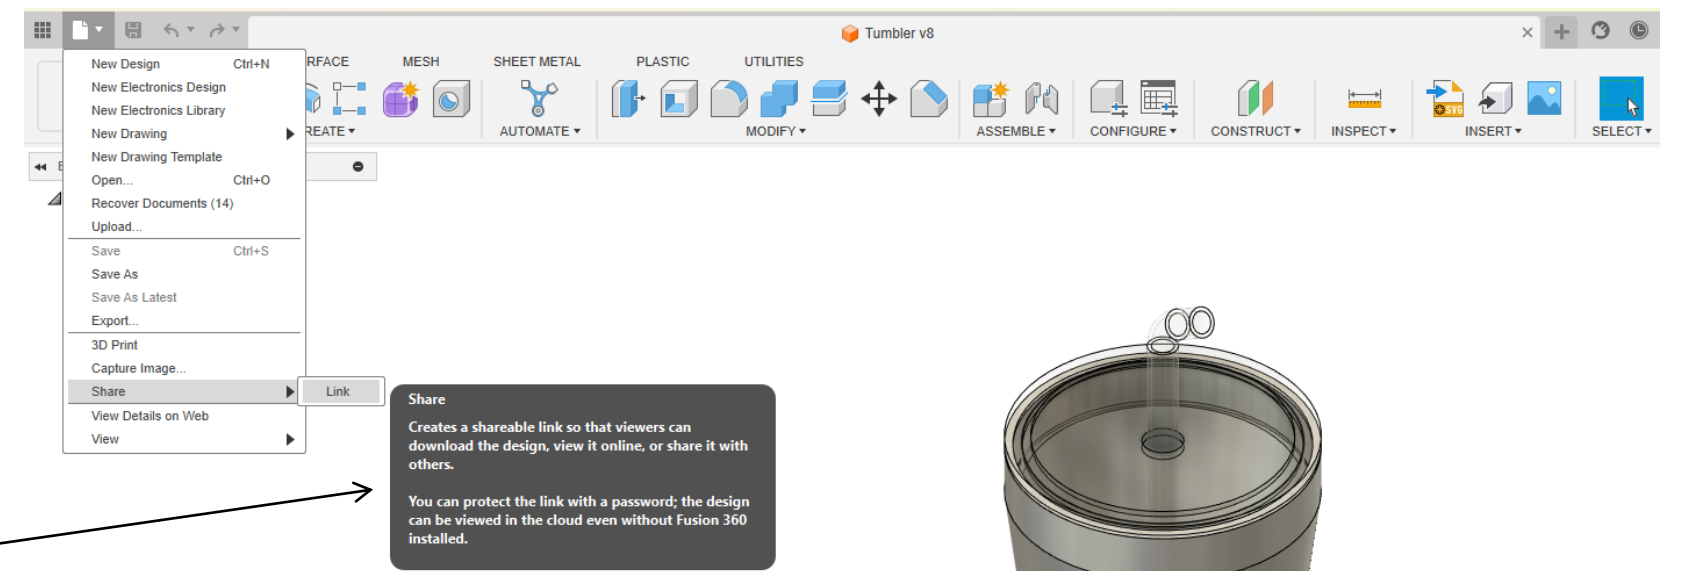 Tumbler v8
RFACE MESH SHEET METAL PLASTIC UTILITIES
REATE AUTOMATE MODIFY ASSEMBLE CONFIGURE CONSTRUCT INSPECT INSERT SELECT
SVG
New Design Ctrl+N
New Electronics Design
New Electronics Library
New Drawing
New Drawing Template
Open... Ctrl+O
Recover Documents (14)
Upload...
Save Ctrl+S
Save As
Save As Latest
Export...
3D Print
Capture Image...
Share
Link
View Details on Web
View
Share
Creates a shareable link so that viewers can
download the design, view it online, or share it with
others.
You can protect the link with a password; the design
can be viewed in the cloud even without Fusion 360
installed.